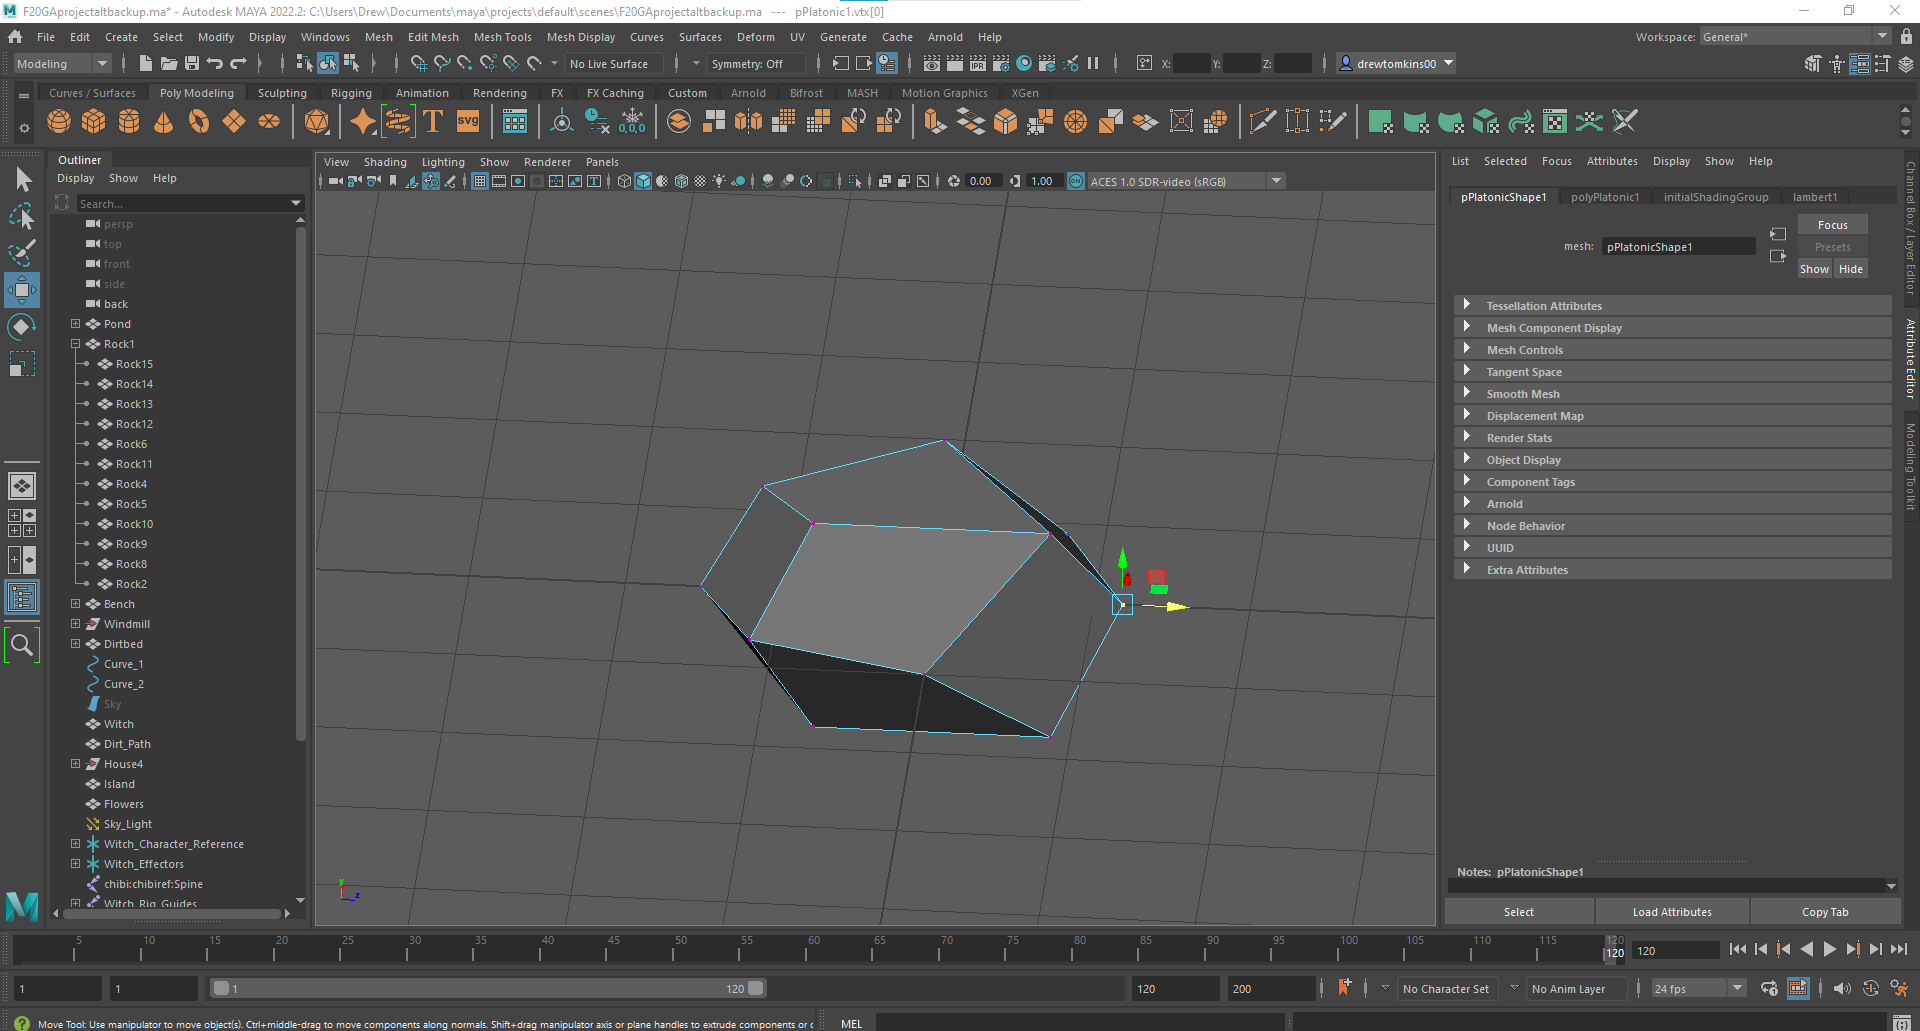 F20GAprojectaltbackup.ma* - Autodesk MAYA 2022.2: C:\Users\Drew\Documents\maya\projects\default\scenes\F20GAprojectaltbackup.ma --- pPlatonic1.vtx[0]
File Edit Create Select Modify Display Windows Mesh Edit Mesh Mesh Tools Mesh Display Curves Surfaces Deform UV Generate Cache Arnold Help
Workspace: General*
Modeling
No Live Surface
Symmetry: Off
X: Y: Z:
drewtomkins00
Curves / Surfaces Poly Modeling Sculpting Rigging Animation Rendering FX FX Caching Custom Arnold Bifrost MASH Motion Graphics XGen
T svg 0,0,0
Outliner
Display Show Help
Search...
persp
top
front
side
back
Pond
Rock1
Rock15
Rock14
Rock13
Rock12
Rock6
Rock11
Rock4
Rock5
Rock10
Rock9
Rock8
Rock2
Bench
Windmill
Dirtbed
Curve_1
Curve_2
Sky
Witch
Dirt_Path
House4
Island
Flowers
Sky_Light
Witch_Character_Reference
Witch_Effectors
chibi:chibiref:Spine
Witch_Rig_Guides
View Shading Lighting Show Renderer Panels
0.00 1.00 ACES 1.0 SDR-video (sRGB)
y
z
List Selected Focus Attributes Display Show Help
pPlatonicShape1 polyPlatonic1 initialShadingGroup lambert1
mesh: pPlatonicShape1
Focus
Presets
Show Hide
Tessellation Attributes
Mesh Component Display
Mesh Controls
Tangent Space
Smooth Mesh
Displacement Map
Render Stats
Object Display
Component Tags
Arnold
Node Behavior
UUID
Extra Attributes
Notes: pPlatonicShape1
Select Load Attributes Copy Tab
Channel Box / Layer Editor
Attribute Editor
Modeling Toolkit
5 10 15 20 25 30 35 40 45 50 55 60 65 70 75 80 85 90 95 100 105 110 115 120
120
120
1 1 1 120 120 200
No Character Set
No Anim Layer
24 fps
Move Tool: Use manipulator to move object(s). Ctrl+middle-drag to move components along normals. Shift+drag manipulator axis or plane handles to extrude components or c
MEL